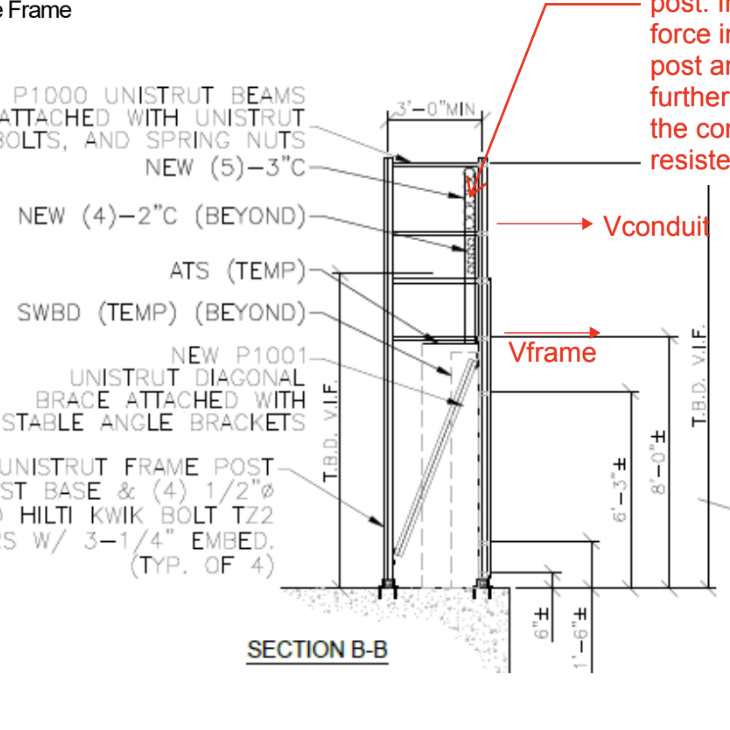 e Frame
post. I
force i
post a
further
the co
resiste
P1000 UNISTRUT BEAMS
ATTACHED WITH UNISTRUT
BOLTS, AND SPRING NUTS
3'-0"MIN
NEW (5)-3"C
NEW (4)-2"C (BEYOND)
Vconduit
ATS (TEMP)
SWBD (TEMP) (BEYOND)
Vframe
NEW P1001
UNISTRUT DIAGONAL
BRACE ATTACHED WITH
STABLE ANGLE BRACKETS
T.B.D. V.I.F.
T.B.D. V.I.F.
UNISTRUT FRAME POST
ST BASE & (4) 1/2"ø
HILTI KWIK BOLT TZ2
RS W/ 3-1/4" EMBED.
(TYP. OF 4)
6'-3"±
8'-0"±
6"±
1'-6"±
SECTION B-B